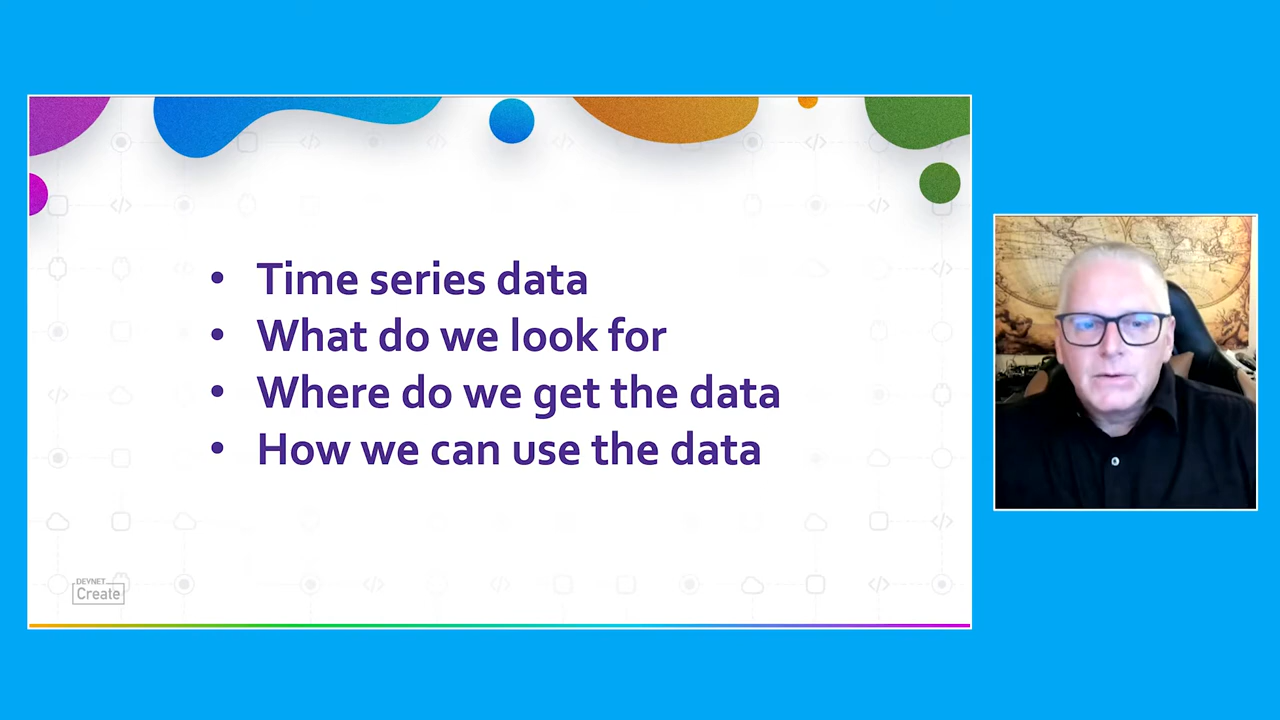 • Time series data
• What do we look for
• Where do we get the data
• How we can use the data
DEVNET
Create